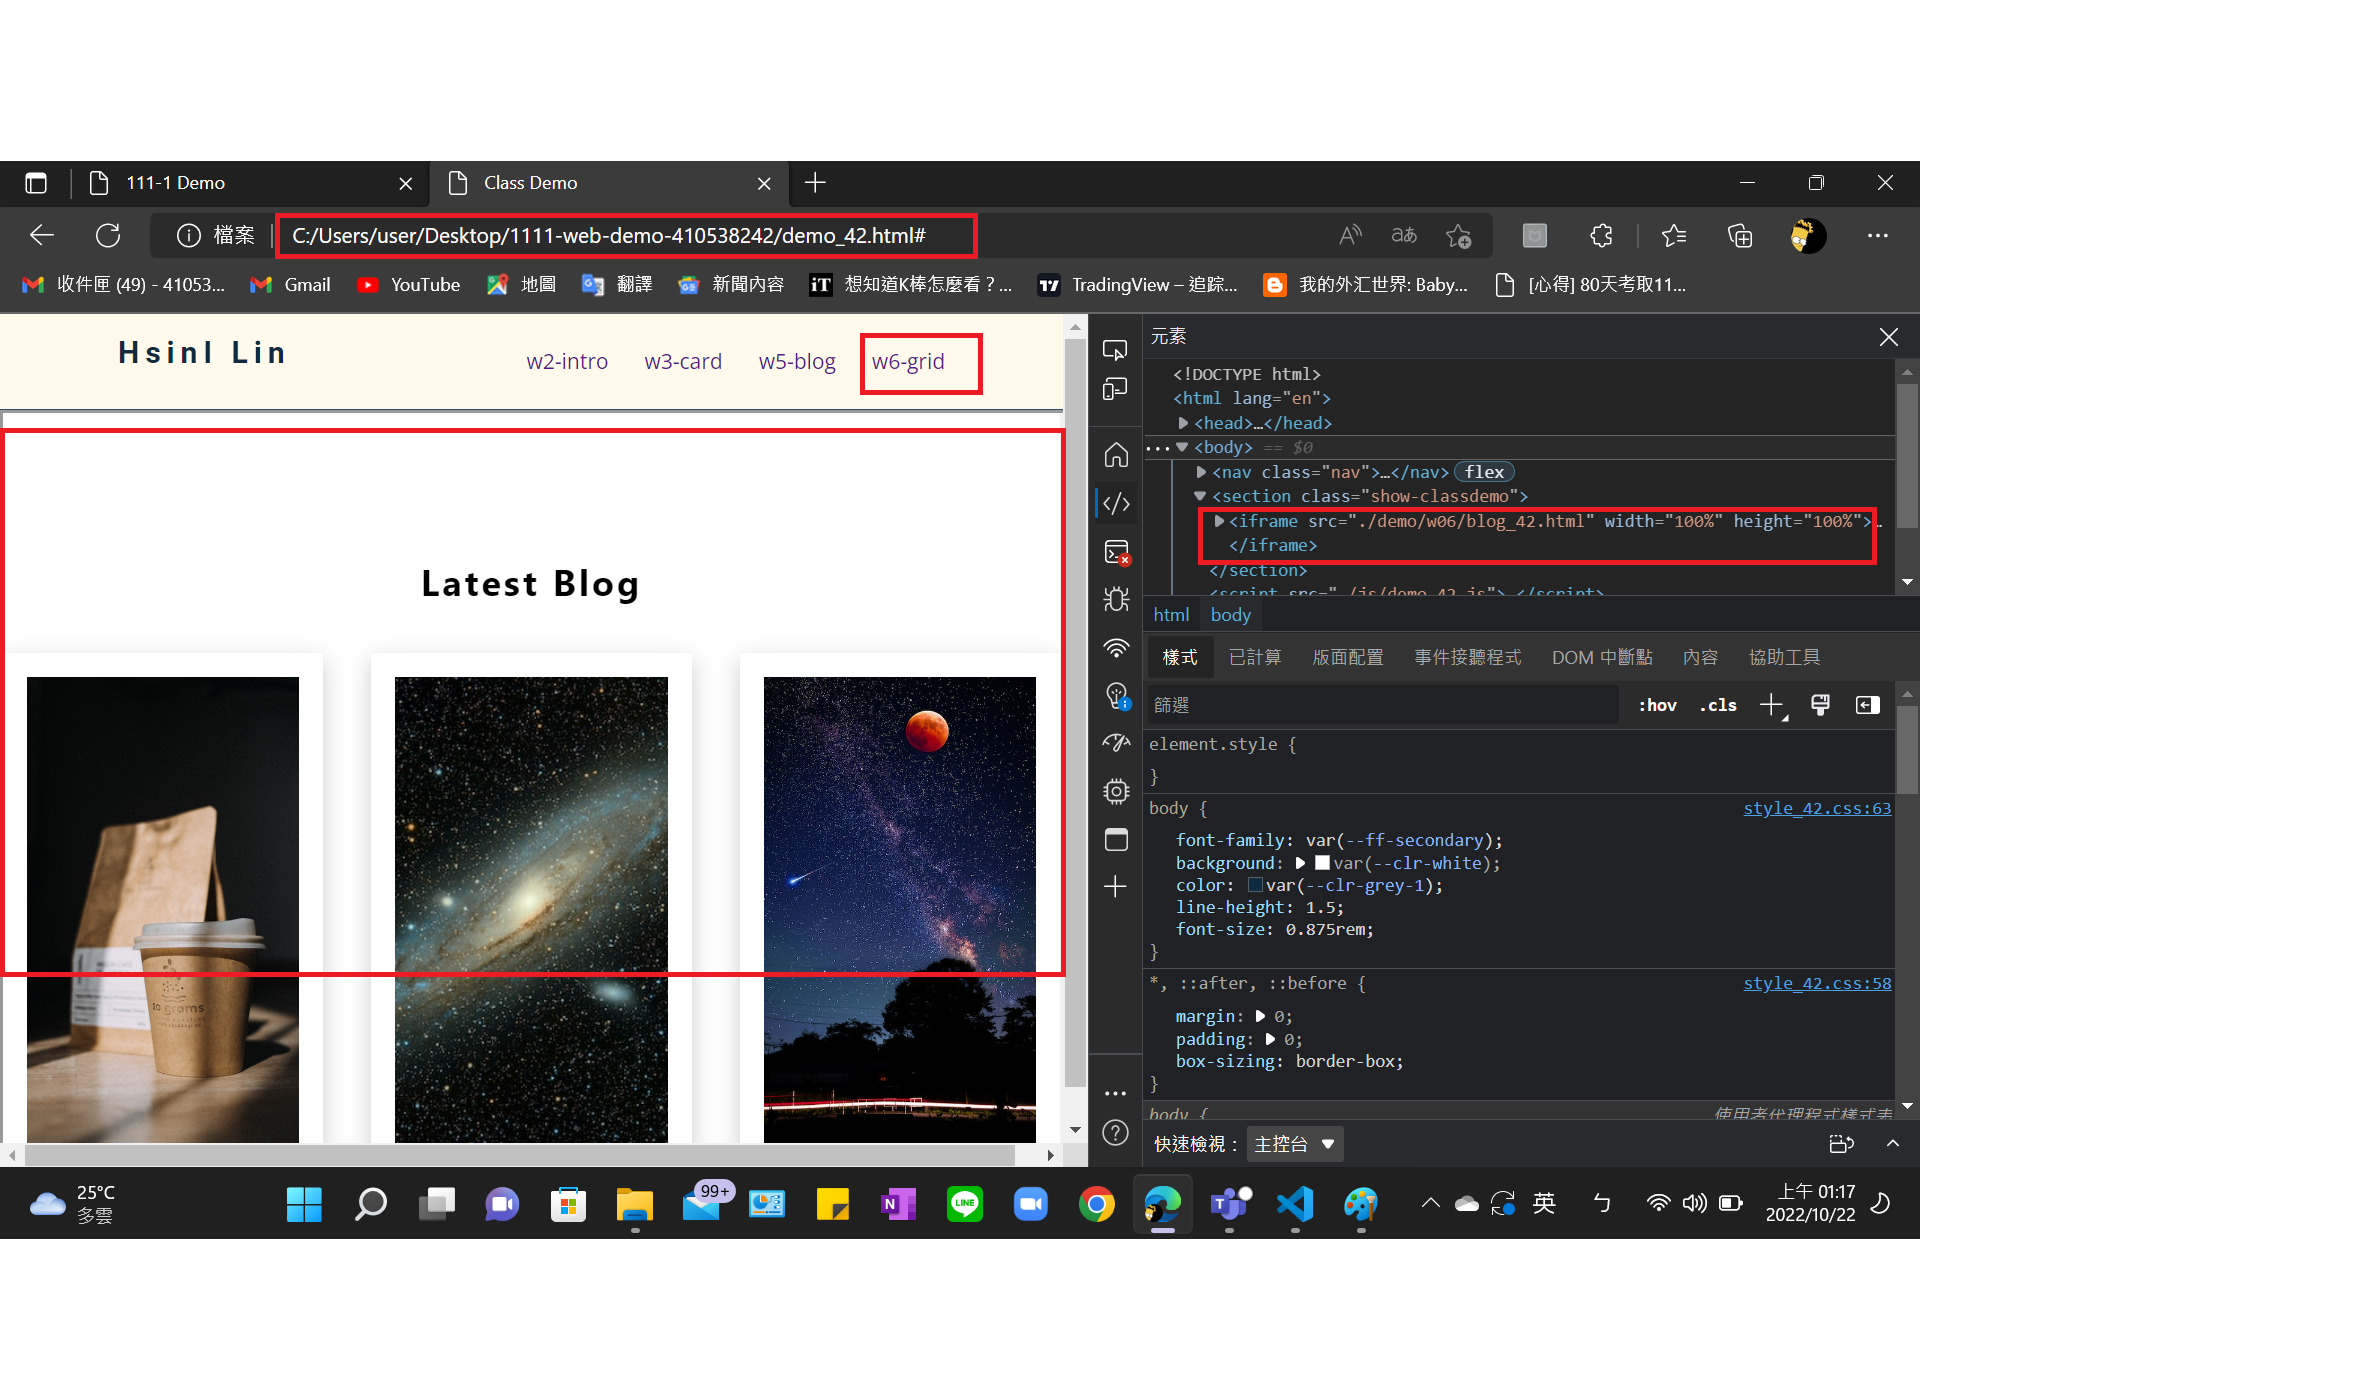 111-1 Demo
Class Demo
檔案
C:/Users/user/Desktop/1111-web-demo-410538242/demo_42.html#
收件匣 (49) - 41053...
Gmail
YouTube
地圖
翻譯
新聞內容
想知道K棒怎麼看？...
TradingView – 追踪...
我的外汇世界: Baby...
[心得] 80天考取11...
HsinI Lin
w2-intro
w3-card
w5-blog
w6-grid
Latest Blog
元素
<!DOCTYPE html>
<html lang="en">
<head>…</head>
<body> == $0
<nav class="nav">…</nav> flex
<section class="show-classdemo">
<iframe src="./demo/w06/blog_42.html" width="100%" height="100%">…
</iframe>
</section>
<script src="./js/demo_42.js"> </script>
html body
樣式 已計算 版面配置 事件接聽程式 DOM 中斷點 內容 協助工具
篩選 :hov .cls
element.style {
}
body { style_42.css:63
font-family: var(--ff-secondary);
background: var(--clr-white);
color: var(--clr-grey-1);
line-height: 1.5;
font-size: 0.875rem;
}
*, ::after, ::before { style_42.css:58
margin: 0;
padding: 0;
box-sizing: border-box;
}
body { 使用者代理程式樣式表
快速檢視： 主控台
25°C
多雲
99+
英
ㄅ
上午 01:17
2022/10/22